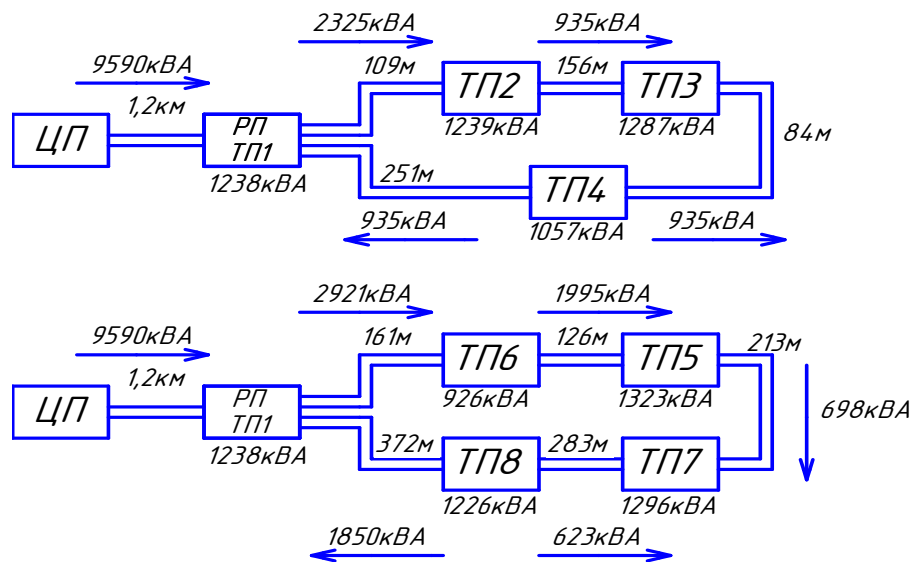 2325кВА
935кВА
9590кВА
109м
ТП2
156м
ТП3
1,2км
ЦП
РП
ТП1
1239кВА
1287кВА
84м
1238кВА
251м
ТП4
935кВА
1057кВА
935кВА
2921кВА
1995кВА
9590кВА
161м
ТП6
126м
ТП5
213м
1,2км
ЦП
РП
ТП1
926кВА
1323кВА
698кВА
1238кВА
372м
ТП8
283м
ТП7
1226кВА
1296кВА
1850кВА
623кВА